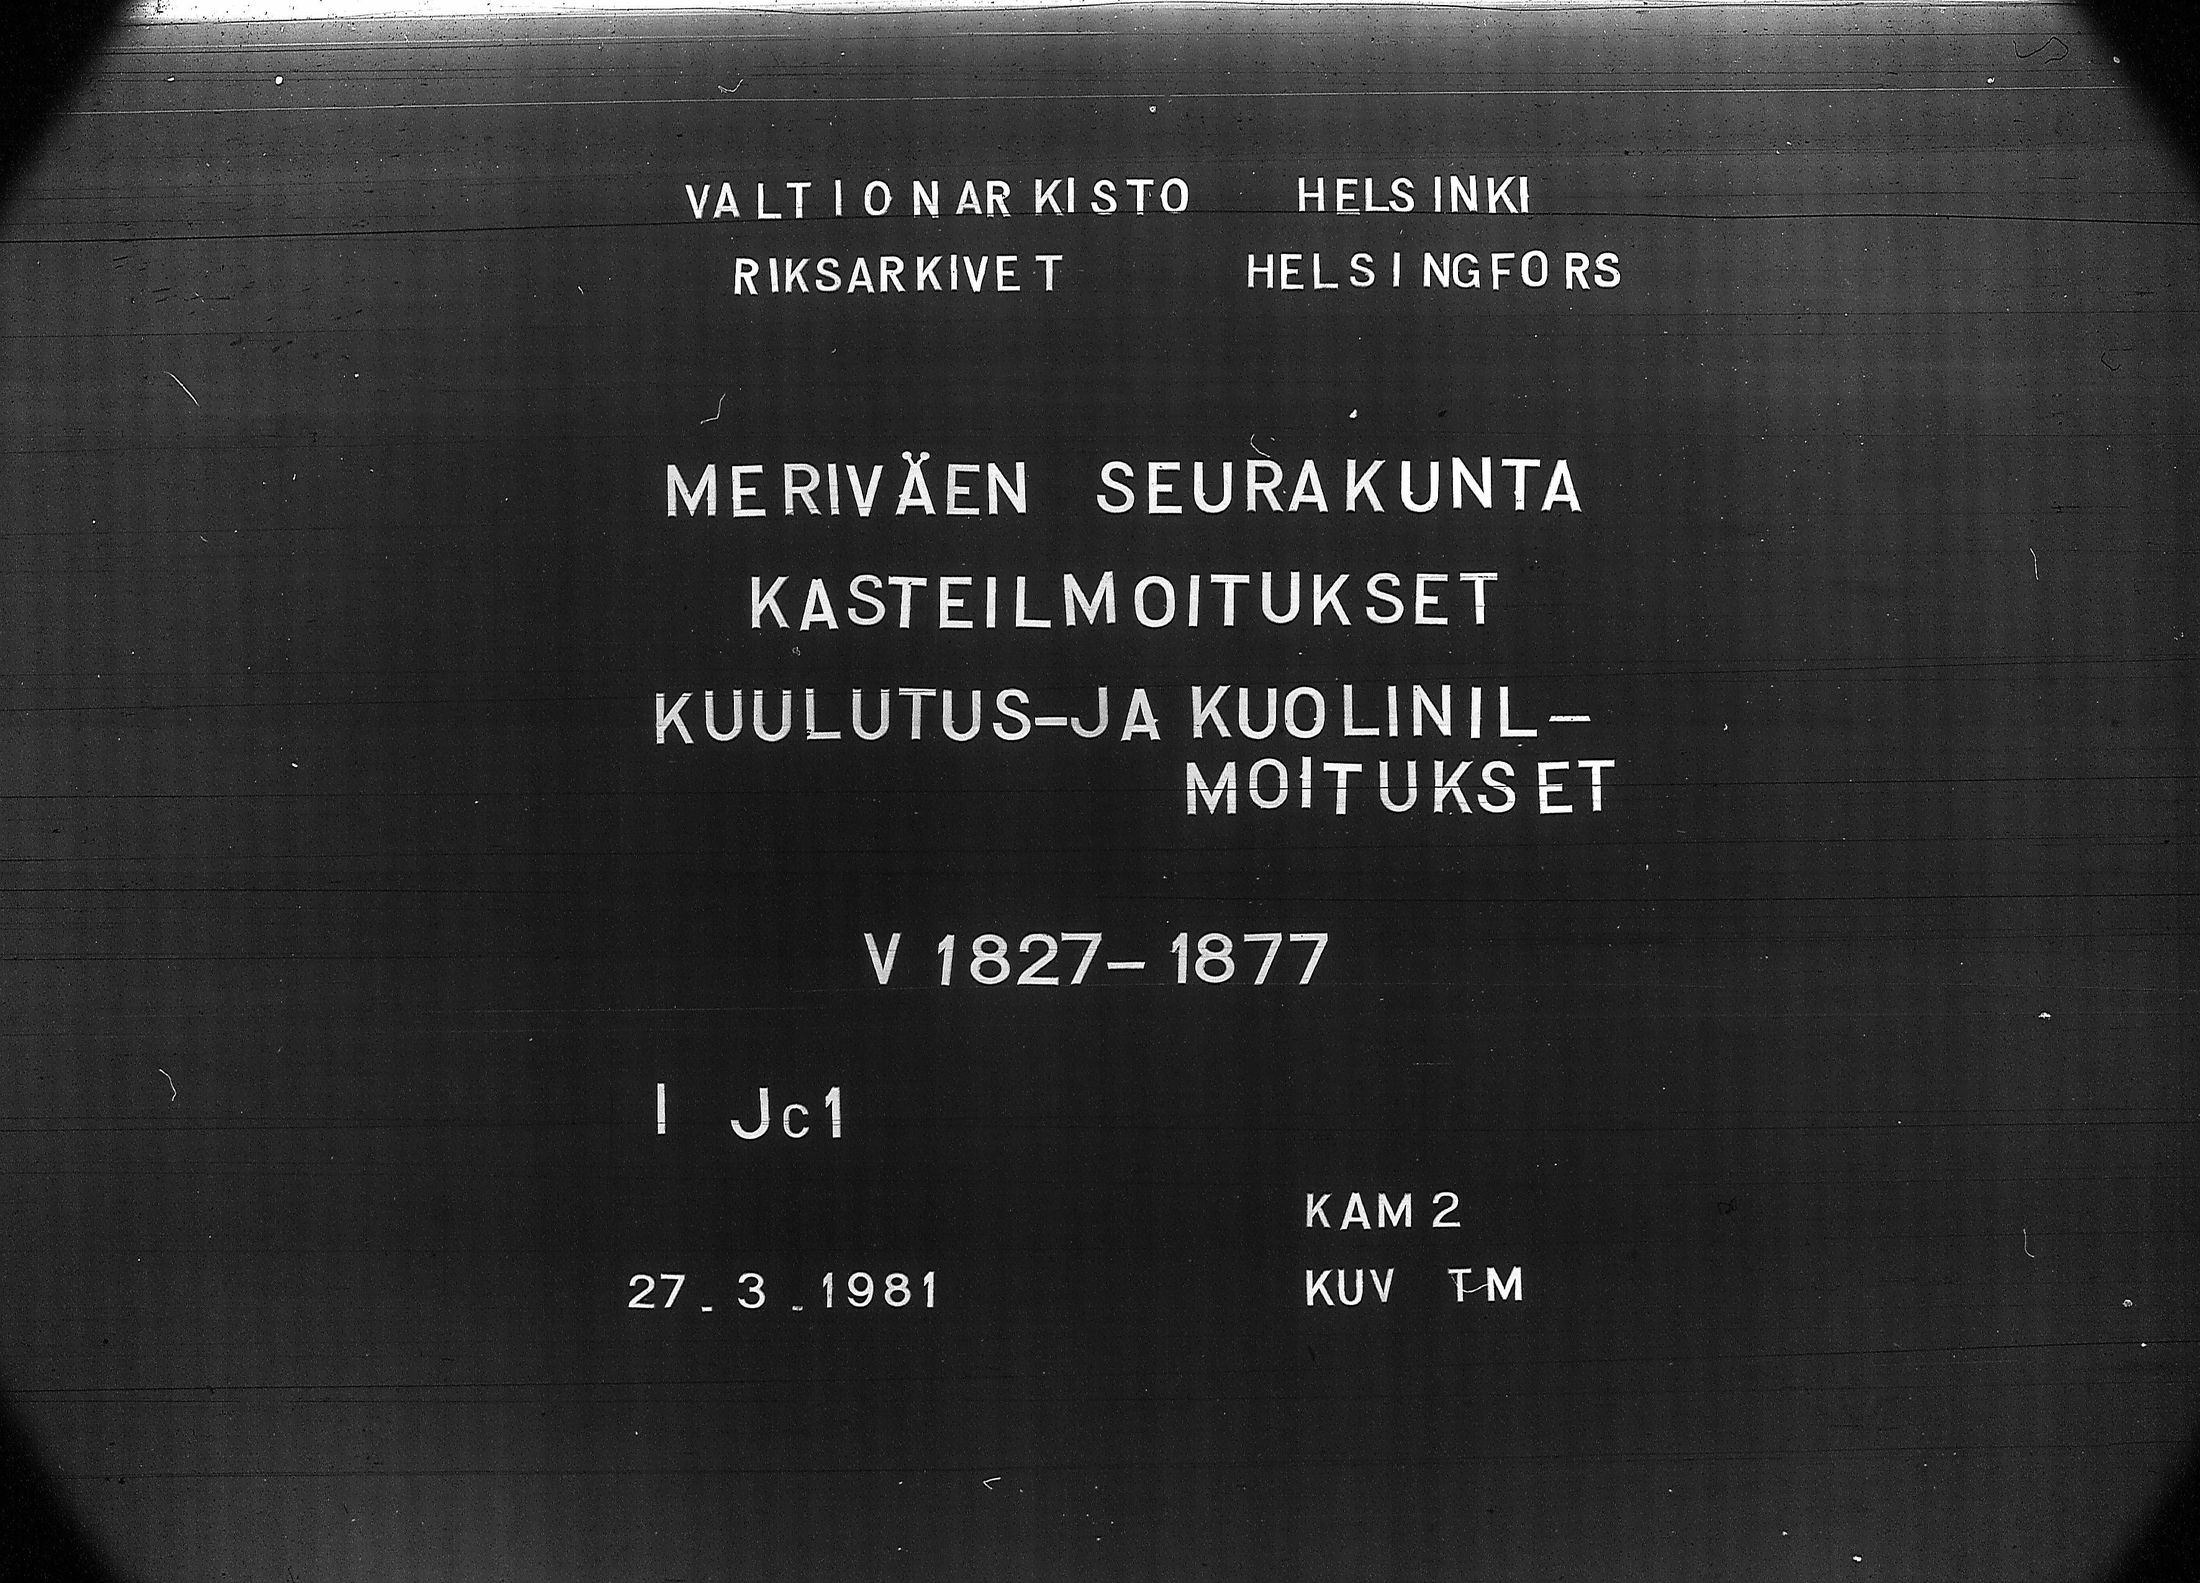 VALTIONARKISTO HELSINKI
RIKSARKIVET HELSINGFORS
MERIVÄEN SEURAKUNTA
KASTEILMOITUKSET
KUULUTUS-JA KUOLINIL-
MOITUKSET
V 1827-1877
I Jc1
KAM 2
27.3.1981 KUV TM